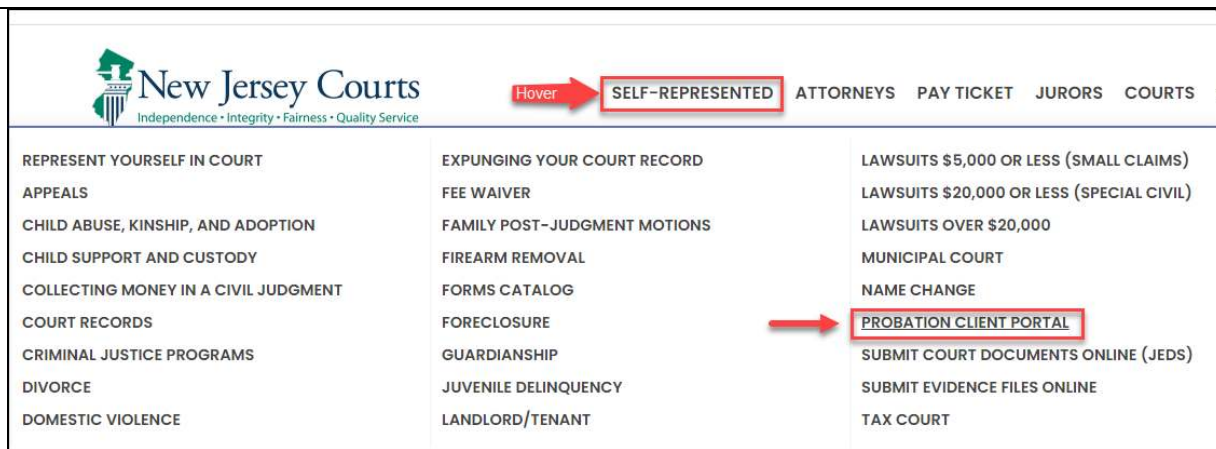 New Jersey Courts
Independence • Integrity • Fairness • Quality Service
Hover
SELF-REPRESENTED ATTORNEYS PAY TICKET JURORS COURTS
REPRESENT YOURSELF IN COURT
APPEALS
CHILD ABUSE, KINSHIP, AND ADOPTION
CHILD SUPPORT AND CUSTODY
COLLECTING MONEY IN A CIVIL JUDGMENT
COURT RECORDS
CRIMINAL JUSTICE PROGRAMS
DIVORCE
DOMESTIC VIOLENCE
EXPUNGING YOUR COURT RECORD
FEE WAIVER
FAMILY POST-JUDGMENT MOTIONS
FIREARM REMOVAL
FORMS CATALOG
FORECLOSURE
GUARDIANSHIP
JUVENILE DELINQUENCY
LANDLORD/TENANT
LAWSUITS $5,000 OR LESS (SMALL CLAIMS)
LAWSUITS $20,000 OR LESS (SPECIAL CIVIL)
LAWSUITS OVER $20,000
MUNICIPAL COURT
NAME CHANGE
PROBATION CLIENT PORTAL
SUBMIT COURT DOCUMENTS ONLINE (JEDS)
SUBMIT EVIDENCE FILES ONLINE
TAX COURT